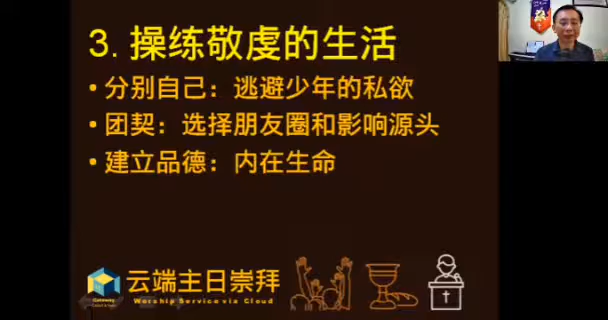 3. 操练敬虔的生活
• 分别自己：逃避少年的私欲
• 团契：选择朋友圈和影响源头
• 建立品德：内在生命
云端主日崇拜
Worship Service via Cloud
Gateway